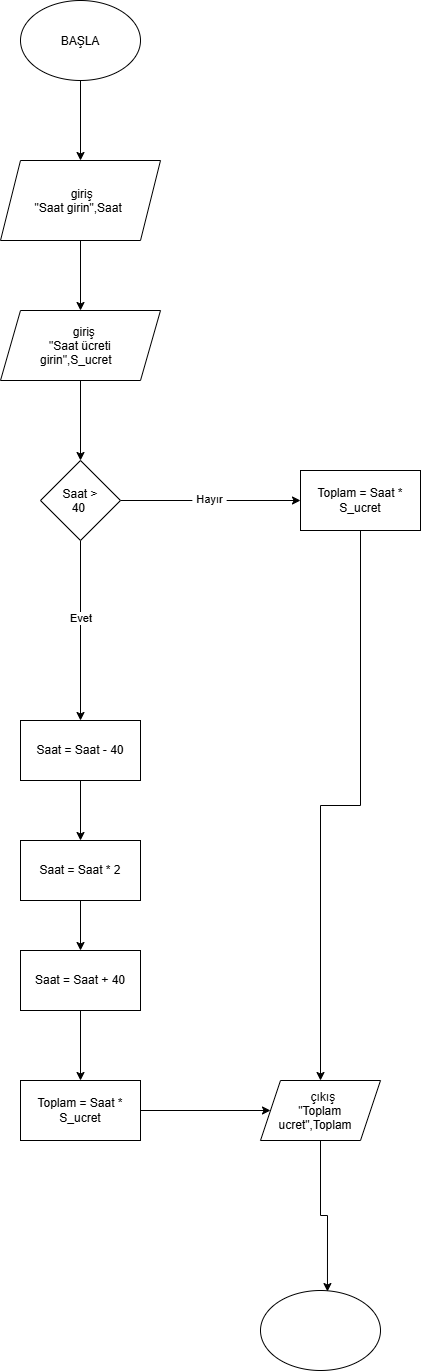 BAŞLA
giriş
"Saat girin",Saat
giriş
"Saat ücreti
girin",S_ucret
Saat >
40
Hayır
Toplam = Saat *
S_ucret
Evet
Saat = Saat - 40
Saat = Saat * 2
Saat = Saat + 40
Toplam = Saat *
S_ucret
çıkış
"Toplam
ucret",Toplam